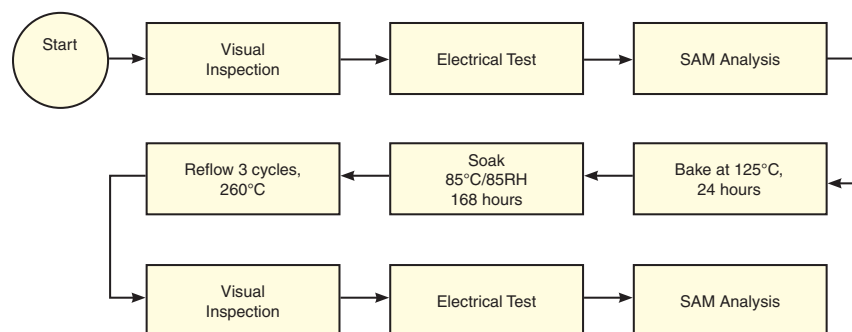 Start
Visual
Inspection
Electrical Test
SAM Analysis
Reflow 3 cycles,
260°C
Soak
85°C/85RH
168 hours
Bake at 125°C,
24 hours
Visual
Inspection
Electrical Test
SAM Analysis